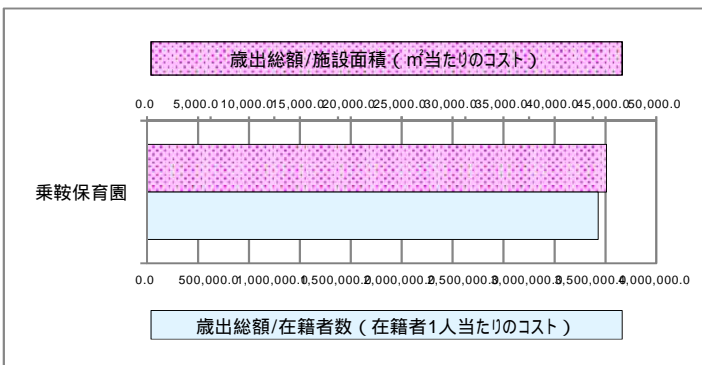 歳出総額/施設面積（㎡当たりのコスト）
0.0 5,000.0 10,000.0 15,000.0 20,000.0 25,000.0 30,000.0 35,000.0 40,000.0 45,000.0 50,000.0
乗鞍保育園
0.0 500,000.0 1,000,000.0 1,500,000.0 2,000,000.0 2,500,000.0 3,000,000.0 3,500,000.0 4,000,000.0
歳出総額/在籍者数（在籍者1人当たりのコスト）